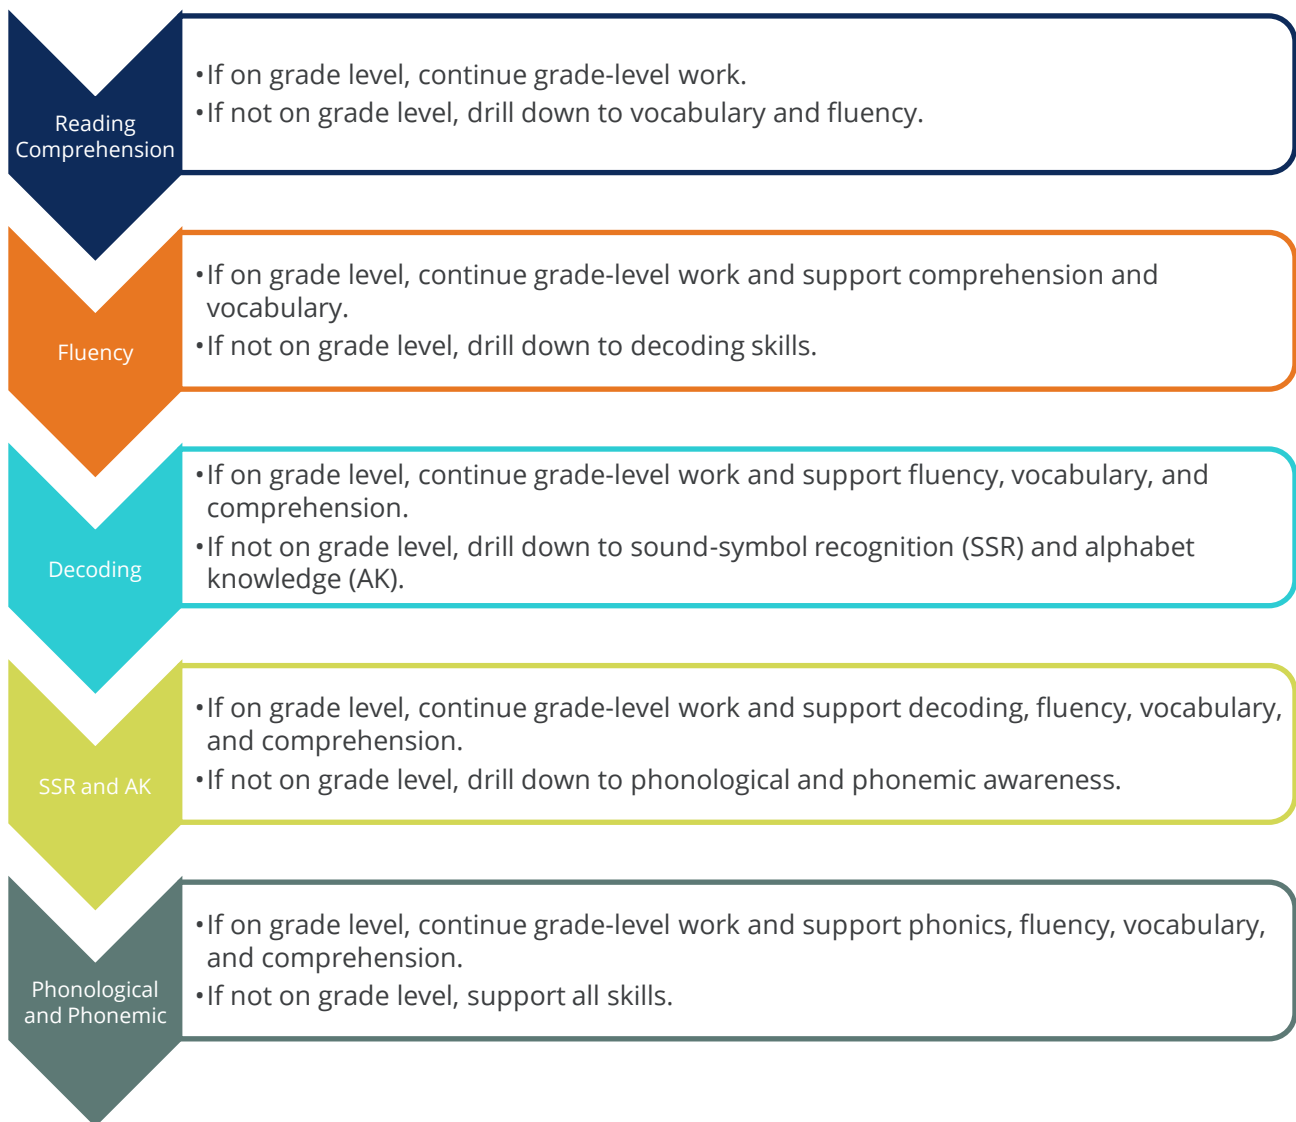 Reading
Comprehension
•If on grade level, continue grade-level work.
•If not on grade level, drill down to vocabulary and fluency.
Fluency
•If on grade level, continue grade-level work and support comprehension and
vocabulary.
•If not on grade level, drill down to decoding skills.
Decoding
•If on grade level, continue grade-level work and support fluency, vocabulary, and
comprehension.
•If not on grade level, drill down to sound-symbol recognition (SSR) and alphabet
knowledge (AK).
SSR and AK
•If on grade level, continue grade-level work and support decoding, fluency, vocabulary,
and comprehension.
•If not on grade level, drill down to phonological and phonemic awareness.
Phonological
and Phonemic
•If on grade level, continue grade-level work and support phonics, fluency, vocabulary,
and comprehension.
•If not on grade level, support all skills.